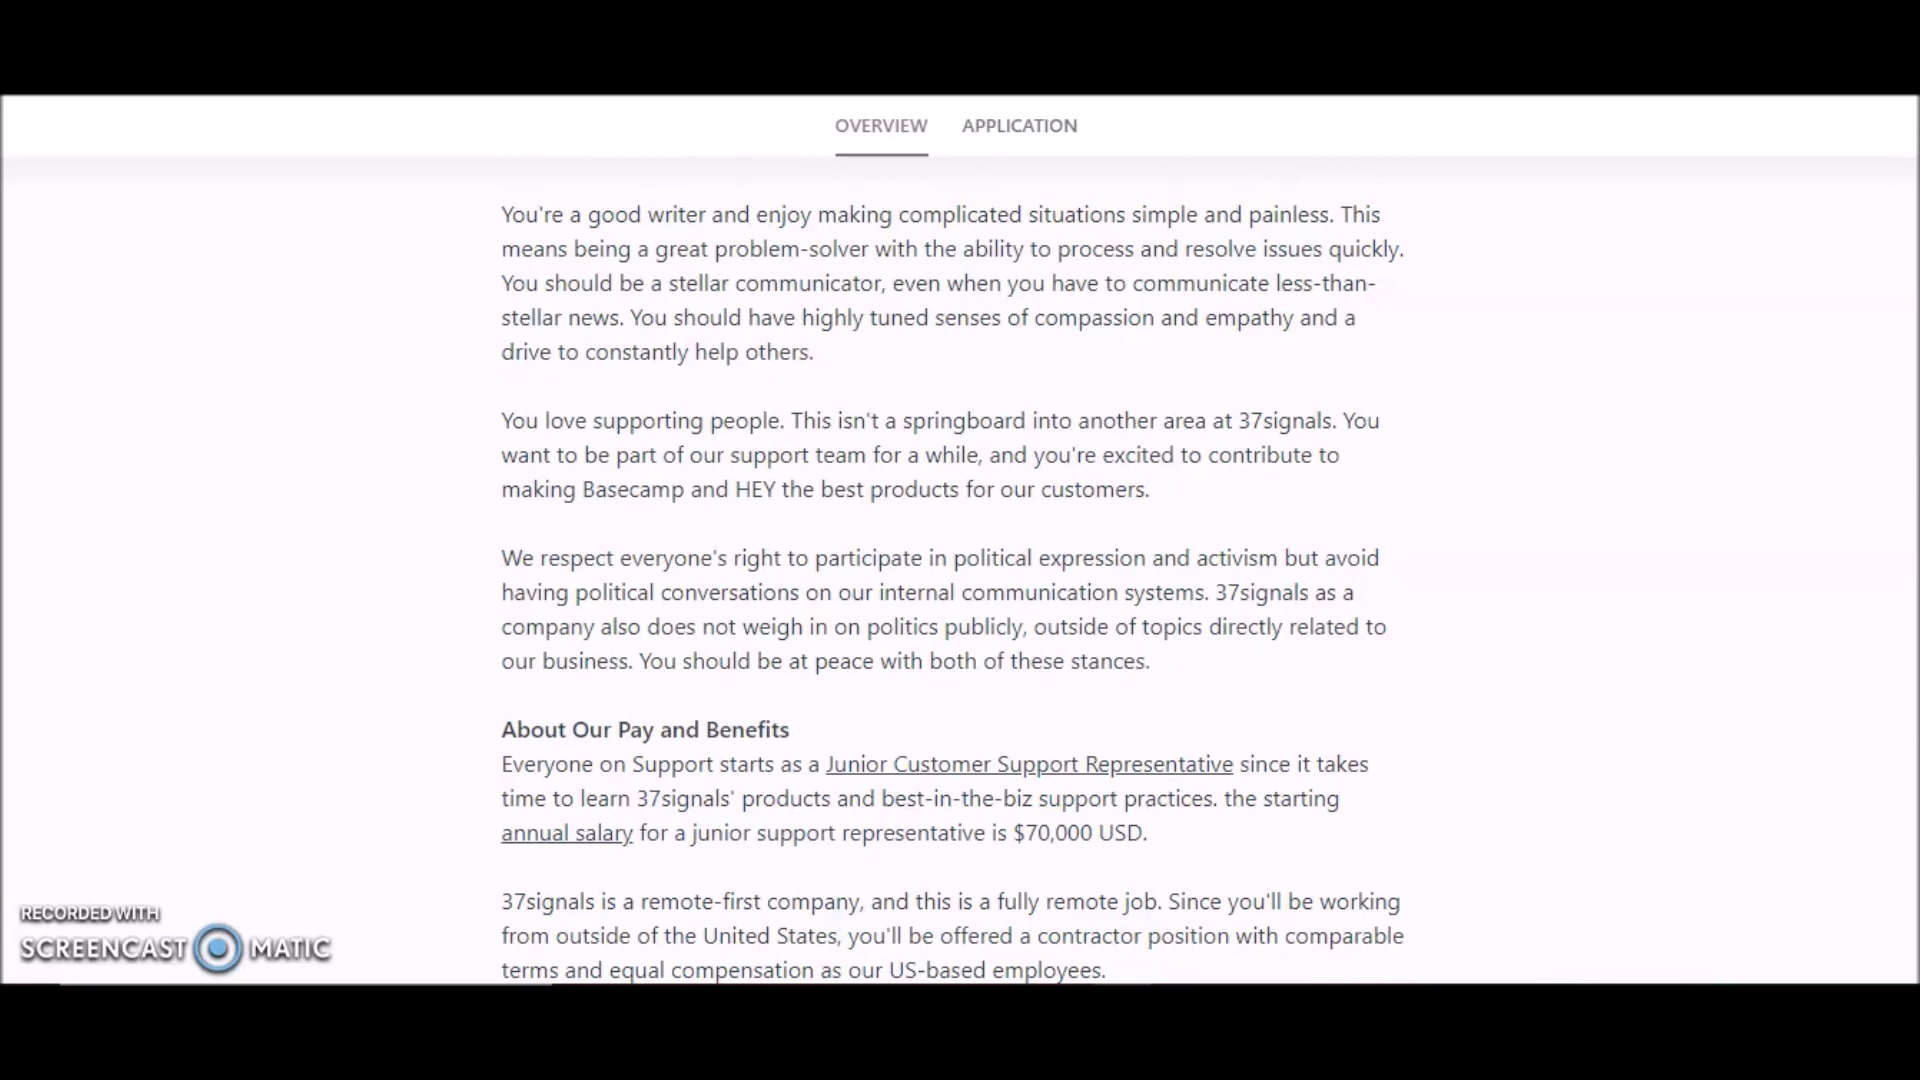 OVERVIEW APPLICATION
You're a good writer and enjoy making complicated situations simple and painless. This
means being a great problem-solver with the ability to process and resolve issues quickly.
You should be a stellar communicator, even when you have to communicate less-than-
stellar news. You should have highly tuned senses of compassion and empathy and a
drive to constantly help others.
You love supporting people. This isn't a springboard into another area at 37signals. You
want to be part of our support team for a while, and you're excited to contribute to
making Basecamp and HEY the best products for our customers.
We respect everyone's right to participate in political expression and activism but avoid
having political conversations on our internal communication systems. 37signals as a
company also does not weigh in on politics publicly, outside of topics directly related to
our business. You should be at peace with both of these stances.
About Our Pay and Benefits
Everyone on Support starts as a Junior Customer Support Representative since it takes
time to learn 37signals' products and best-in-the-biz support practices. the starting
annual salary for a junior support representative is $70,000 USD.
37signals is a remote-first company, and this is a fully remote job. Since you'll be working
from outside of the United States, you'll be offered a contractor position with comparable
terms and equal compensation as our US-based employees.
RECORDED WITH
SCREENCAST MATIC